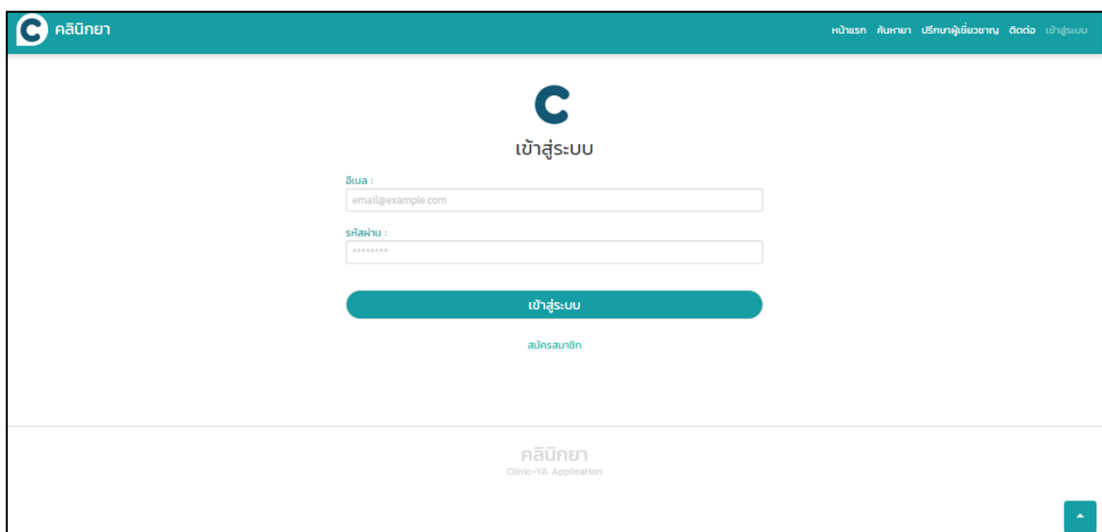 C คลินิกยา
หน้าแรก ค้นหายา ปรึกษาผู้เชี่ยวชาญ ติดต่อ เข้าสู่ระบบ
C
เข้าสู่ระบบ
อีเมล :
email@example.com
รหัสผ่าน :
********
เข้าสู่ระบบ
สมัครสมาชิก
คลินิกยา
Clinic-YA Application